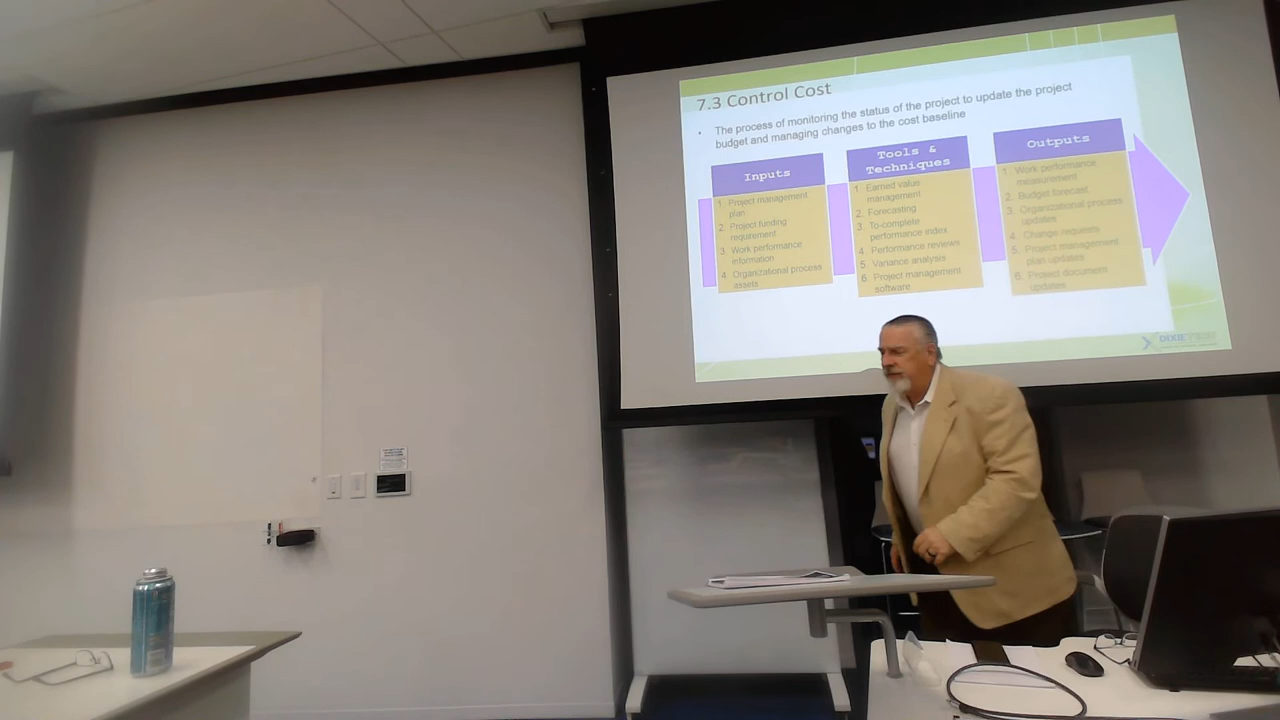 7.3 Control Cost
• The process of monitoring the status of the project to update the project
budget and managing changes to the cost baseline
Inputs
1. Project management
plan
2. Project funding
requirement
3 Work performance
information
4 Organizational process
assets
Tools &
Techniques
1 Earned value
management
2. Forecasting
3 To-complete
performance index
4 Performance reviews
5 Variance analysis
6. Project management
software
Outputs
1. Work performance
measurement
2. Budget forecast
3 Organizational process
updates
4 Change requests
5. Project management
plan updates
6. Project document
updates
DIXIE